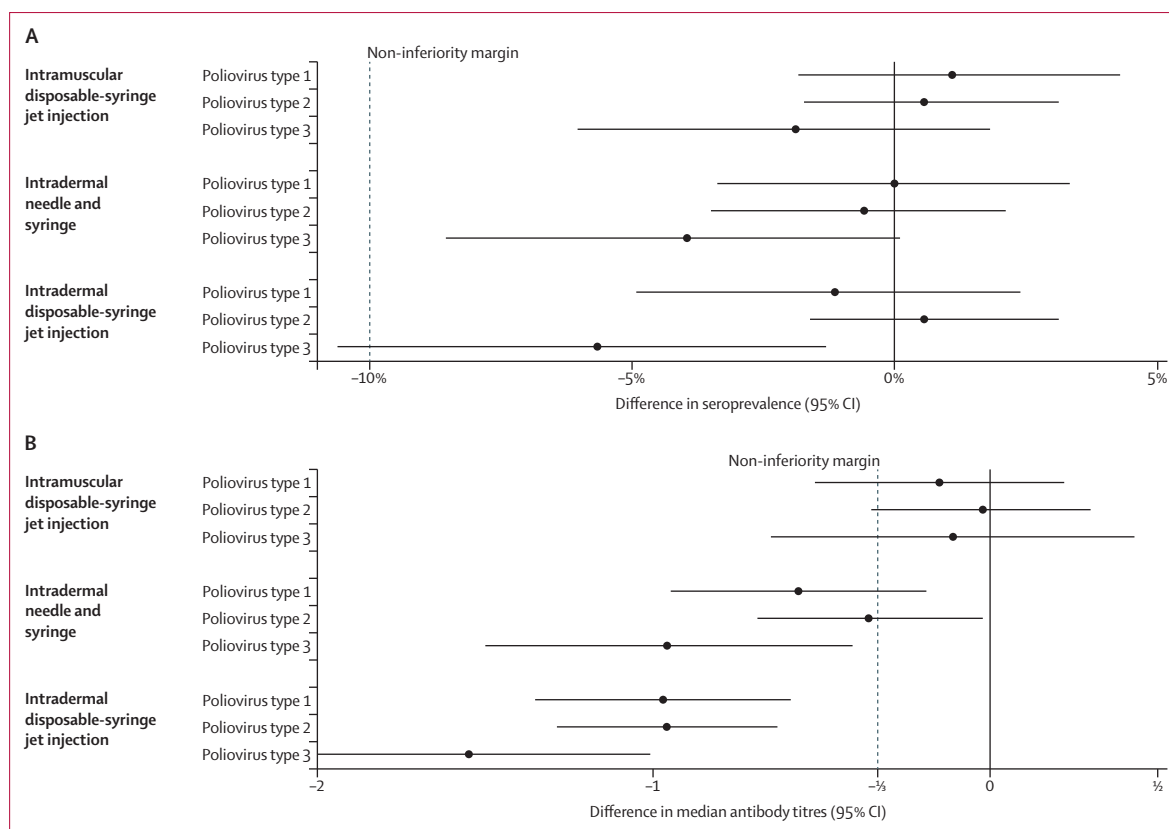 A
Non-inferiority margin
Intramuscular
disposable-syringe
jet injection
Poliovirus type 1
Poliovirus type 2
Poliovirus type 3
Intradermal
needle and
syringe
Poliovirus type 1
Poliovirus type 2
Poliovirus type 3
Intradermal
disposable-syringe
jet injection
Poliovirus type 1
Poliovirus type 2
Poliovirus type 3
−10% −5% 0% 5%
Difference in seroprevalence (95% CI)
B
Non-inferiority margin
Intramuscular
disposable-syringe
jet injection
Poliovirus type 1
Poliovirus type 2
Poliovirus type 3
Intradermal
needle and
syringe
Poliovirus type 1
Poliovirus type 2
Poliovirus type 3
Intradermal
disposable-syringe
jet injection
Poliovirus type 1
Poliovirus type 2
Poliovirus type 3
−2 −1 −⅓ 0 ½
Difference in median antibody titres (95% CI)